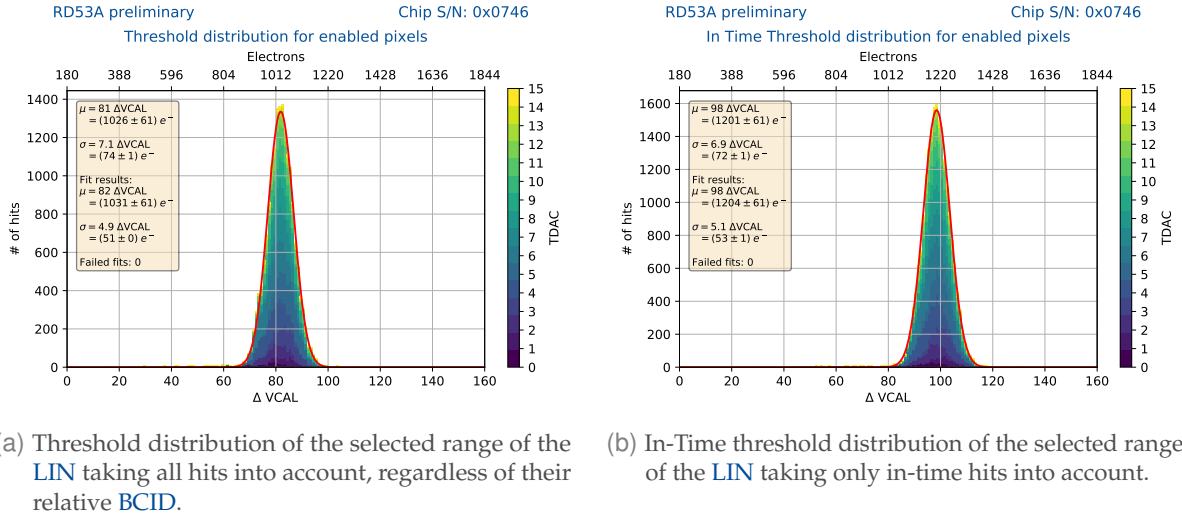 RD53A preliminary Chip S/N: 0x0746
Threshold distribution for enabled pixels
Electrons
180 388 596 804 1012 1220 1428 1636 1844
μ = 81 ΔVCAL
= (1026 ± 61) e⁻
σ = 7.1 ΔVCAL
= (74 ± 1) e⁻
Fit results:
μ = 82 ΔVCAL
= (1031 ± 61) e⁻
σ = 4.9 ΔVCAL
= (51 ± 0) e⁻
Failed fits: 0
# of hits
1400
1200
1000
800
600
400
200
0
0 20 40 60 80 100 120 140 160
Δ VCAL
15
14
13
12
11
10
9
8
7
6
5
4
3
2
1
0
TDAC
(a) Threshold distribution of the selected range of the
LIN taking all hits into account, regardless of their
relative BCID.
RD53A preliminary Chip S/N: 0x0746
In Time Threshold distribution for enabled pixels
Electrons
180 388 596 804 1012 1220 1428 1636 1844
μ = 98 ΔVCAL
= (1201 ± 61) e⁻
σ = 6.9 ΔVCAL
= (72 ± 1) e⁻
Fit results:
μ = 98 ΔVCAL
= (1204 ± 61) e⁻
σ = 5.1 ΔVCAL
= (53 ± 1) e⁻
Failed fits: 0
# of hits
1600
1400
1200
1000
800
600
400
200
0
0 20 40 60 80 100 120 140 160
Δ VCAL
15
14
13
12
11
10
9
8
7
6
5
4
3
2
1
0
TDAC
(b) In-Time threshold distribution of the selected range
of the LIN taking only in-time hits into account.